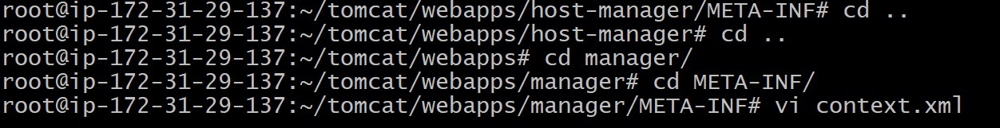 root@ip-172-31-29-137:~/tomcat/webapps/host-manager/META-INF# cd ..
root@ip-172-31-29-137:~/tomcat/webapps/host-manager# cd ..
root@ip-172-31-29-137:~/tomcat/webapps# cd manager/
root@ip-172-31-29-137:~/tomcat/webapps/manager# cd META-INF/
root@ip-172-31-29-137:~/tomcat/webapps/manager/META-INF# vi context.xml